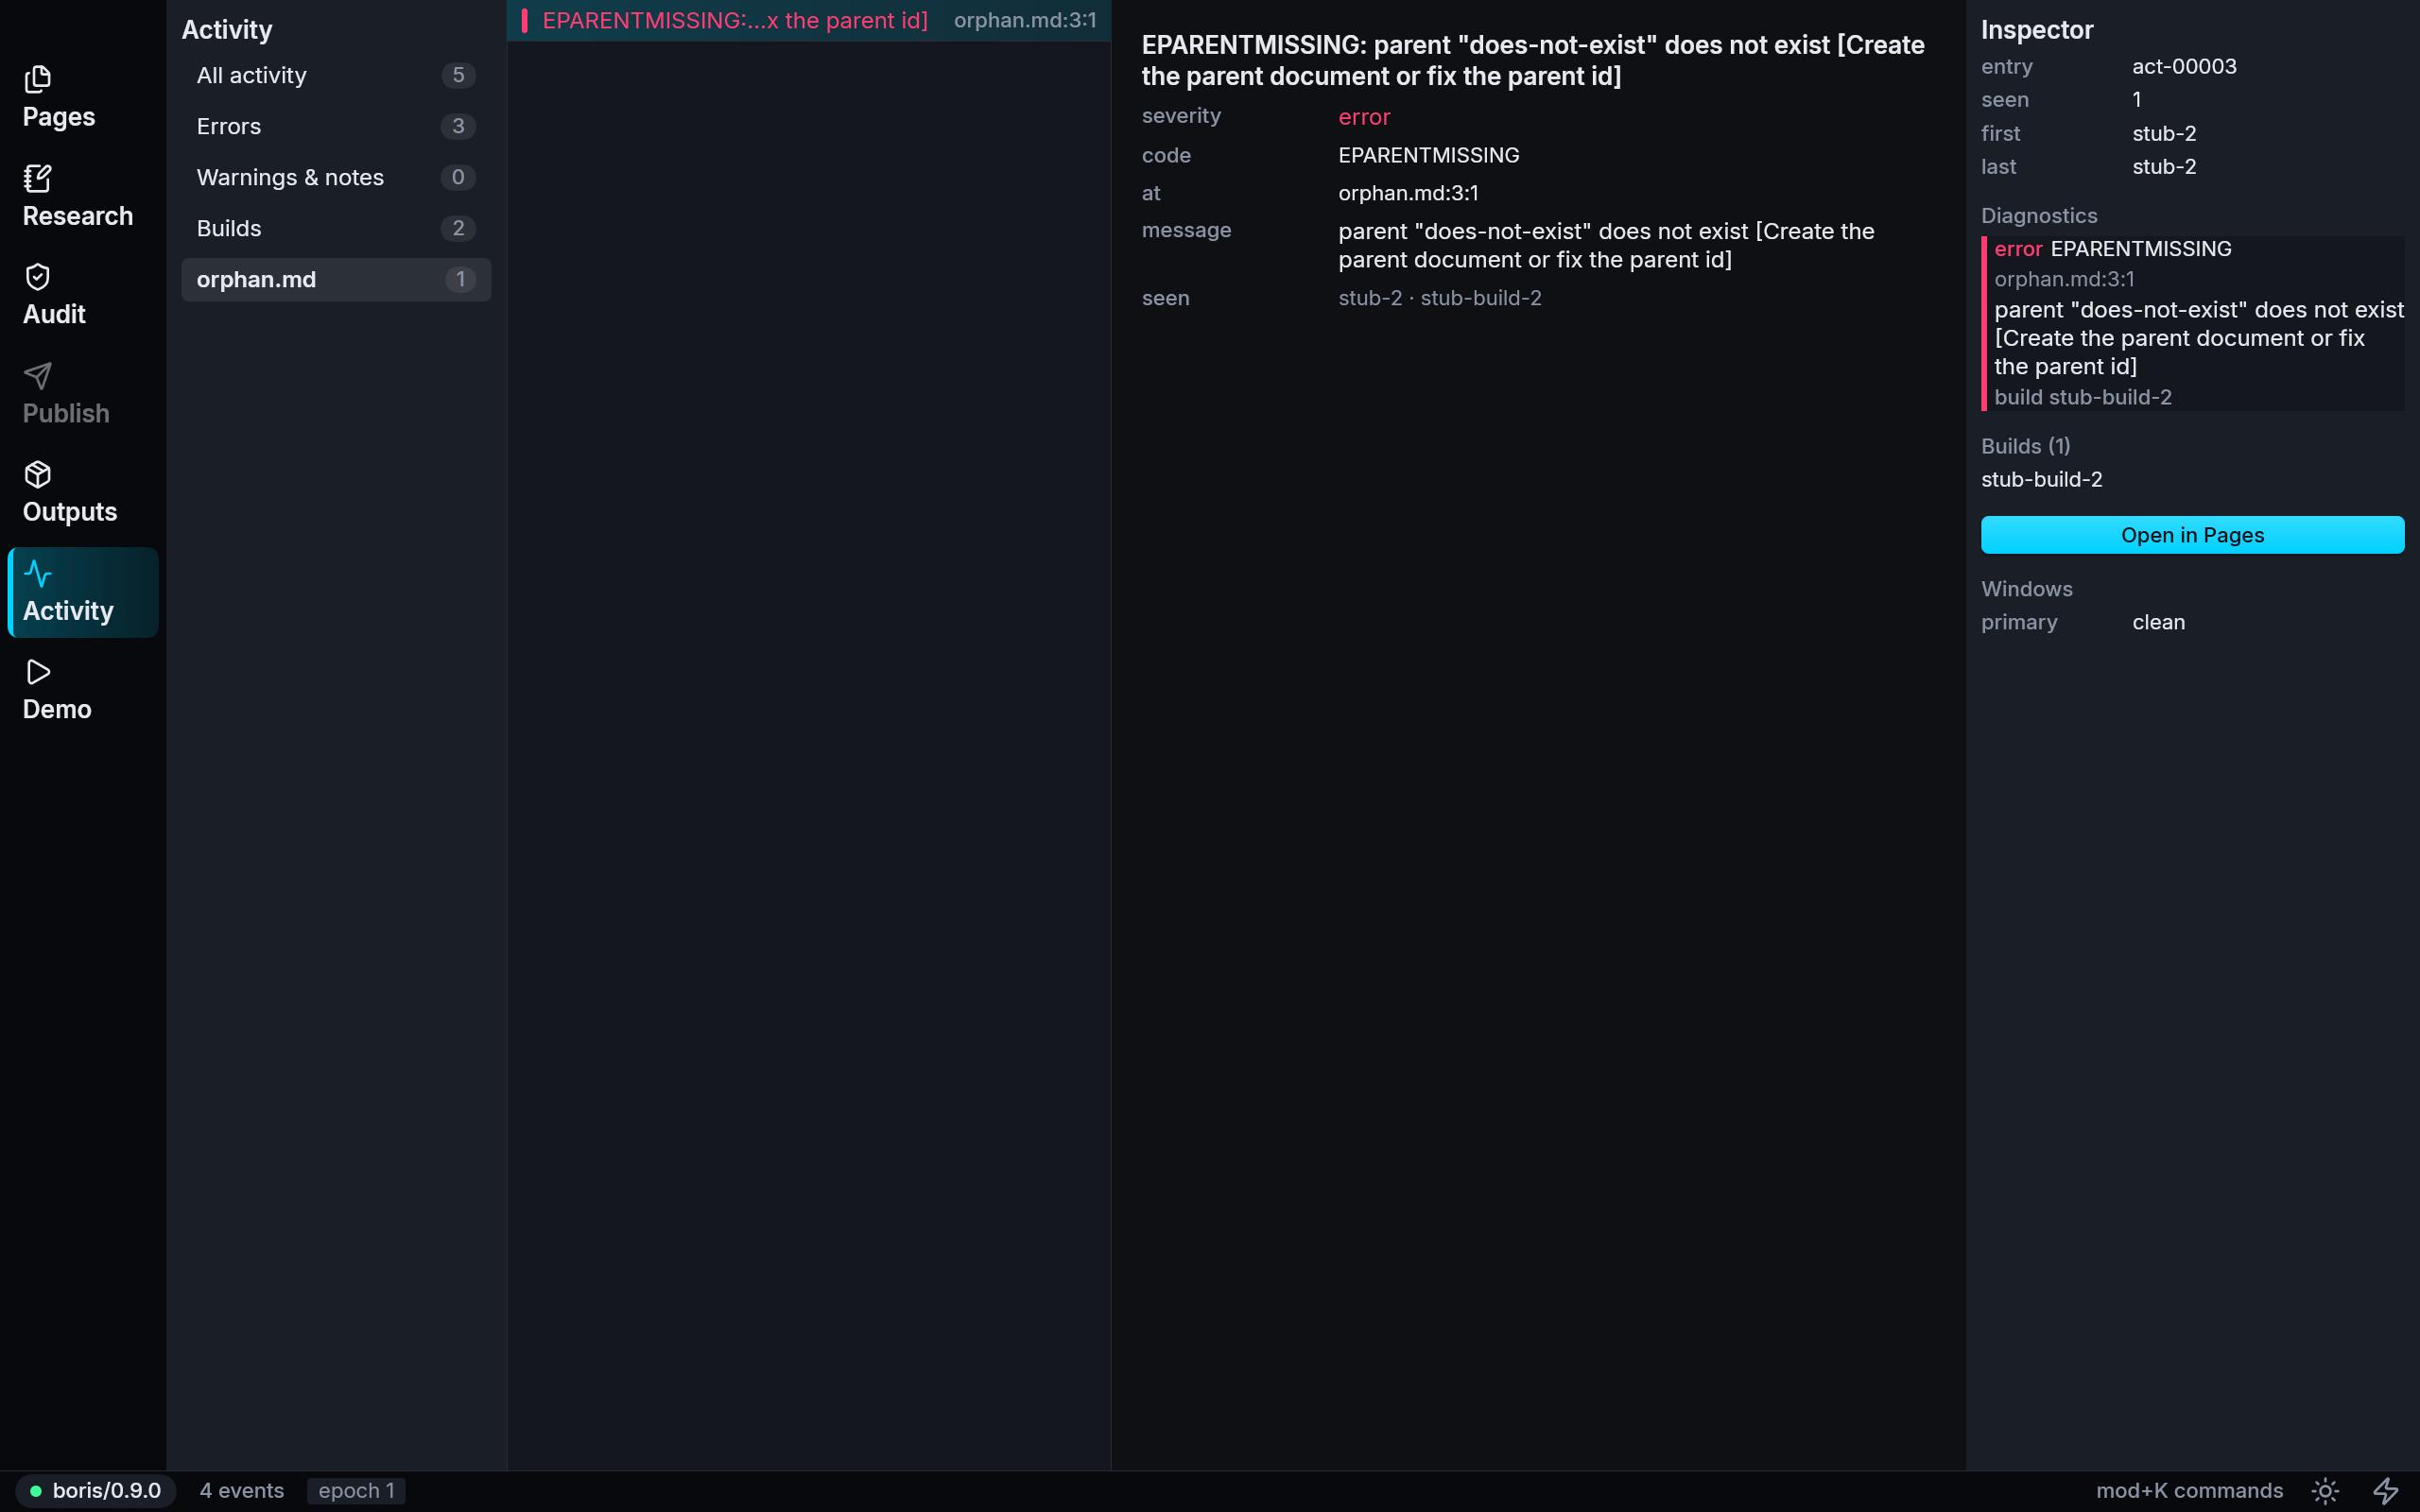 Pages
Research
Audit
Publish
Outputs
Activity
Demo
Activity
All activity 5
Errors 3
Warnings & notes 0
Builds 2
orphan.md 1
EPARENTMISSING:...x the parent id] orphan.md:3:1
EPARENTMISSING: parent "does-not-exist" does not exist [Create
the parent document or fix the parent id]
severity error
code EPARENTMISSING
at orphan.md:3:1
message parent "does-not-exist" does not exist [Create the
parent document or fix the parent id]
seen stub-2 · stub-build-2
Inspector
entry act-00003
seen 1
first stub-2
last stub-2
Diagnostics
error EPARENTMISSING
orphan.md:3:1
parent "does-not-exist" does not exist
[Create the parent document or fix
the parent id]
build stub-build-2
Builds (1)
stub-build-2
Open in Pages
Windows
primary clean
boris/0.9.0 4 events epoch 1 mod+K commands